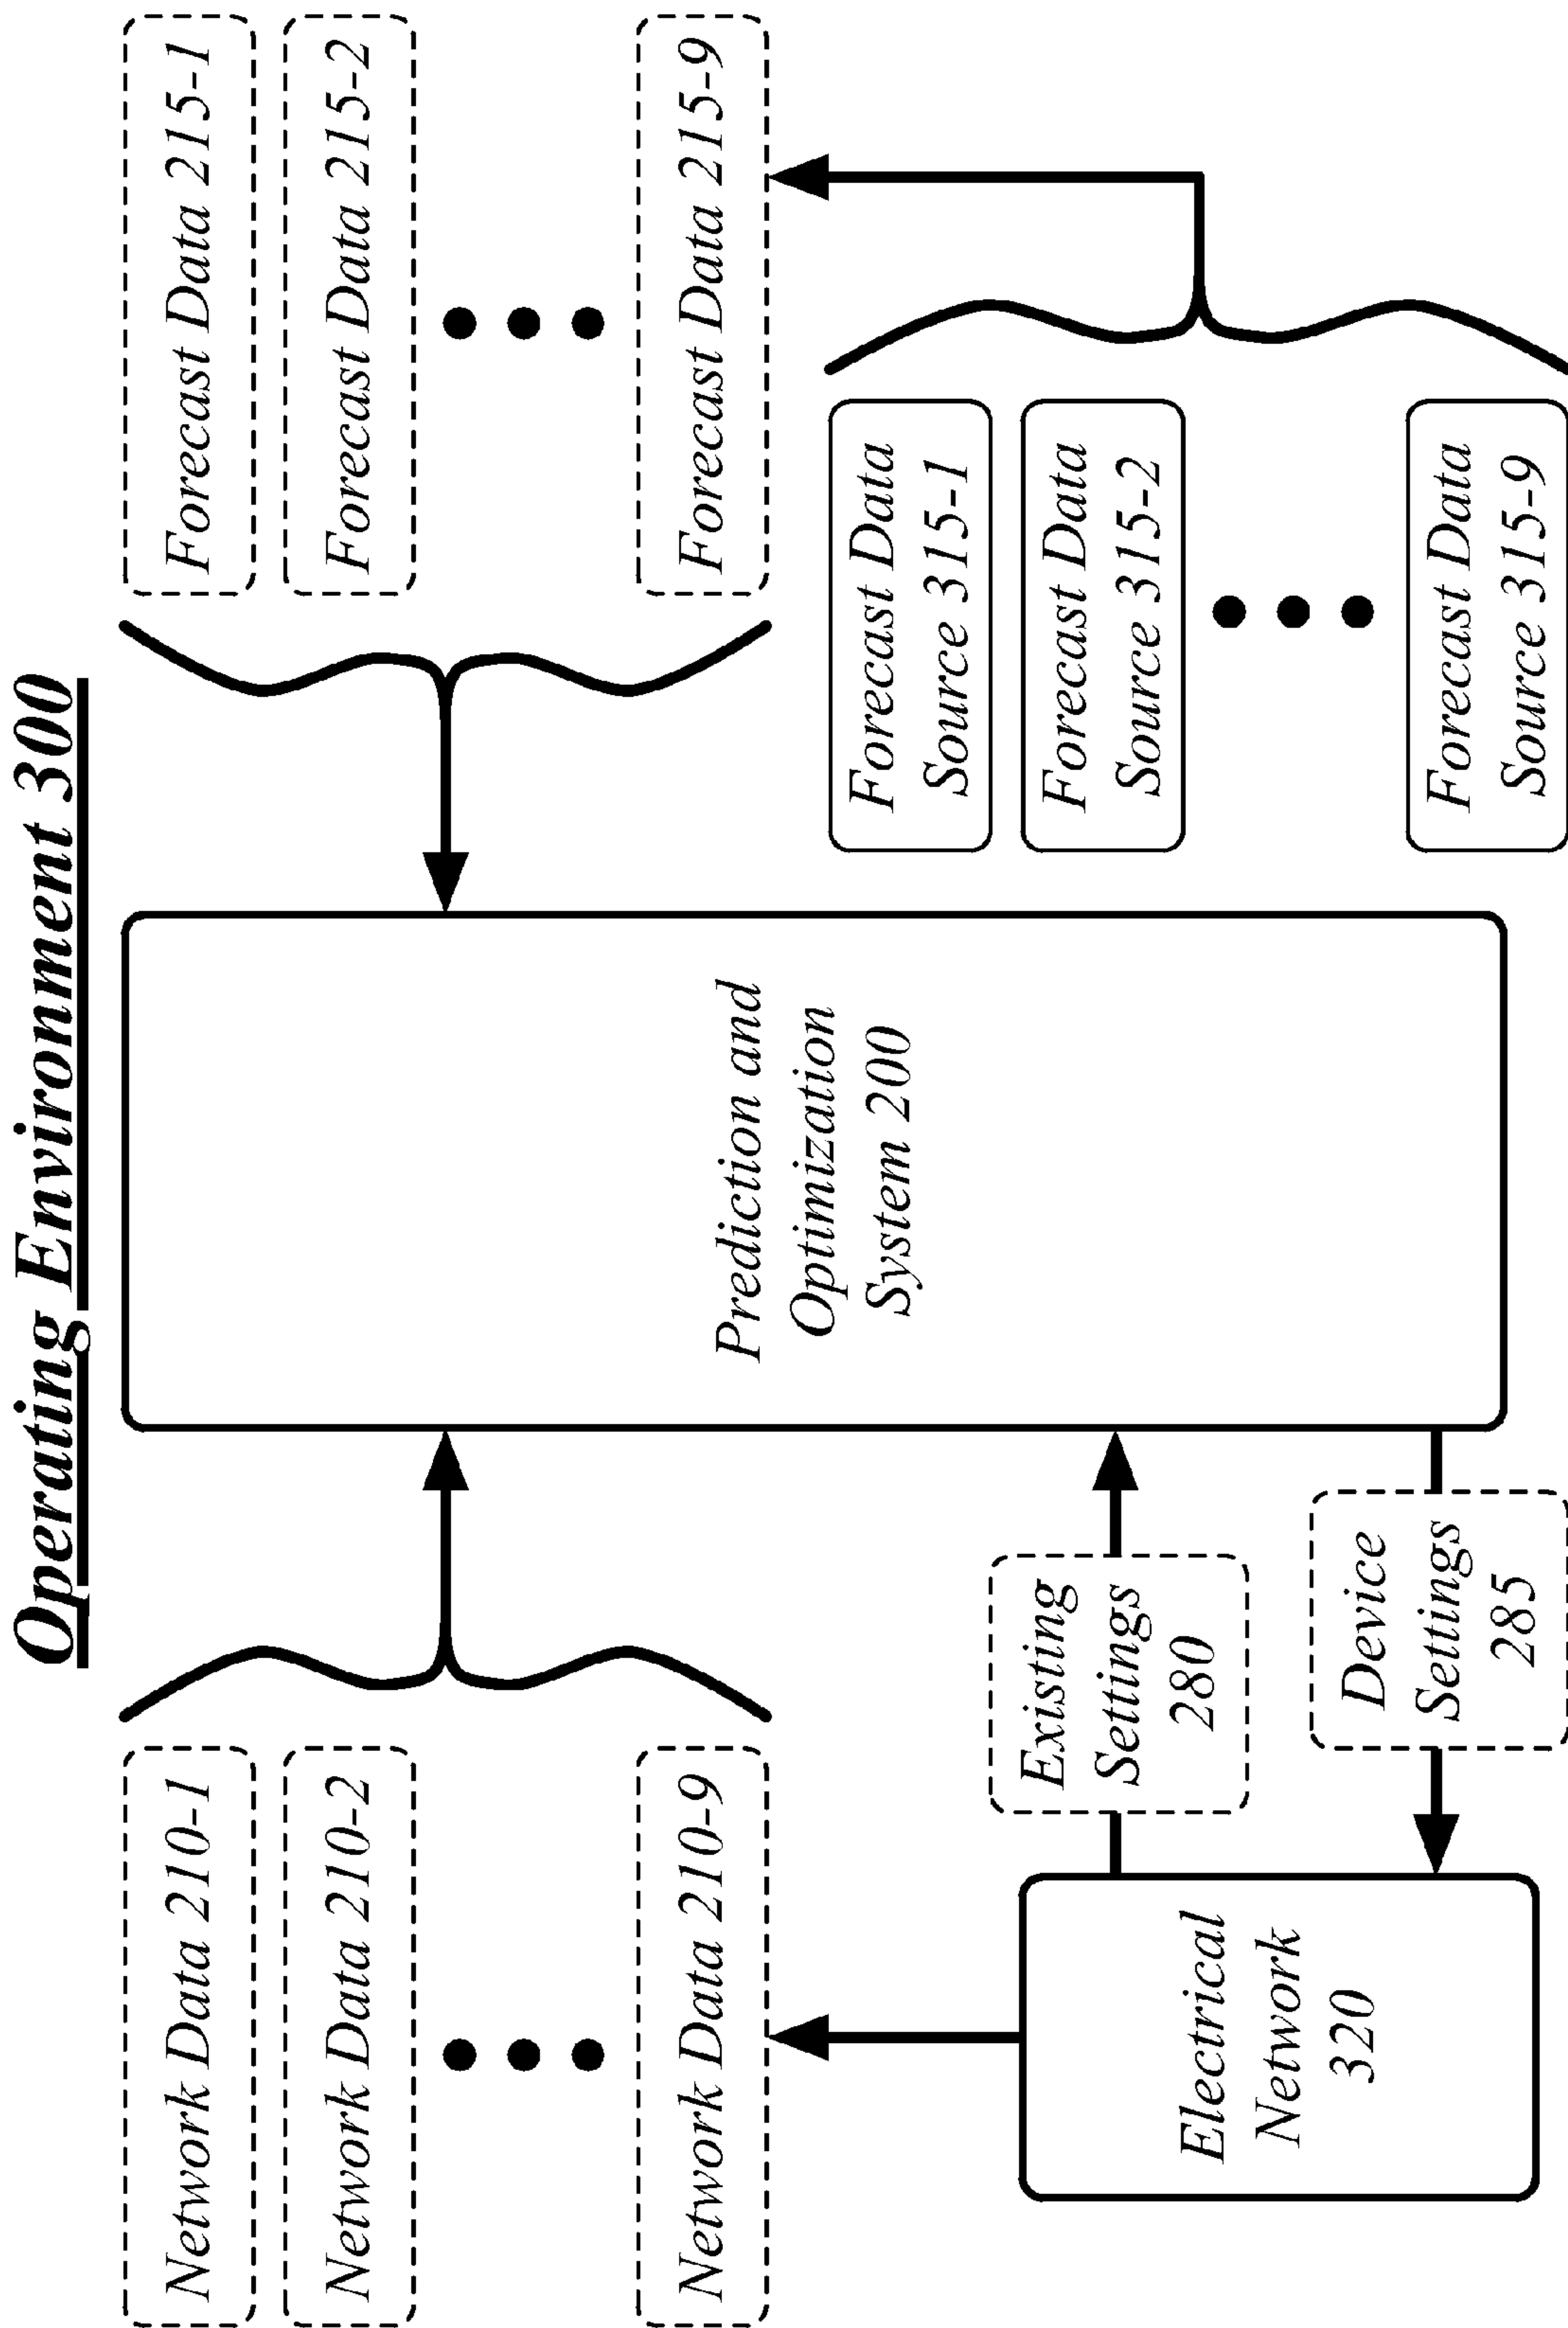 Operating Environment 300
Network Data 210-1
Network Data 210-2
Network Data 210-9
Electrical
Network
320
Existing
Settings
280
Device
Settings
285
Prediction and
Optimization
System 200
Forecast Data 215-1
Forecast Data 215-2
Forecast Data 215-9
Forecast Data
Source 315-1
Forecast Data
Source 315-2
Forecast Data
Source 315-9